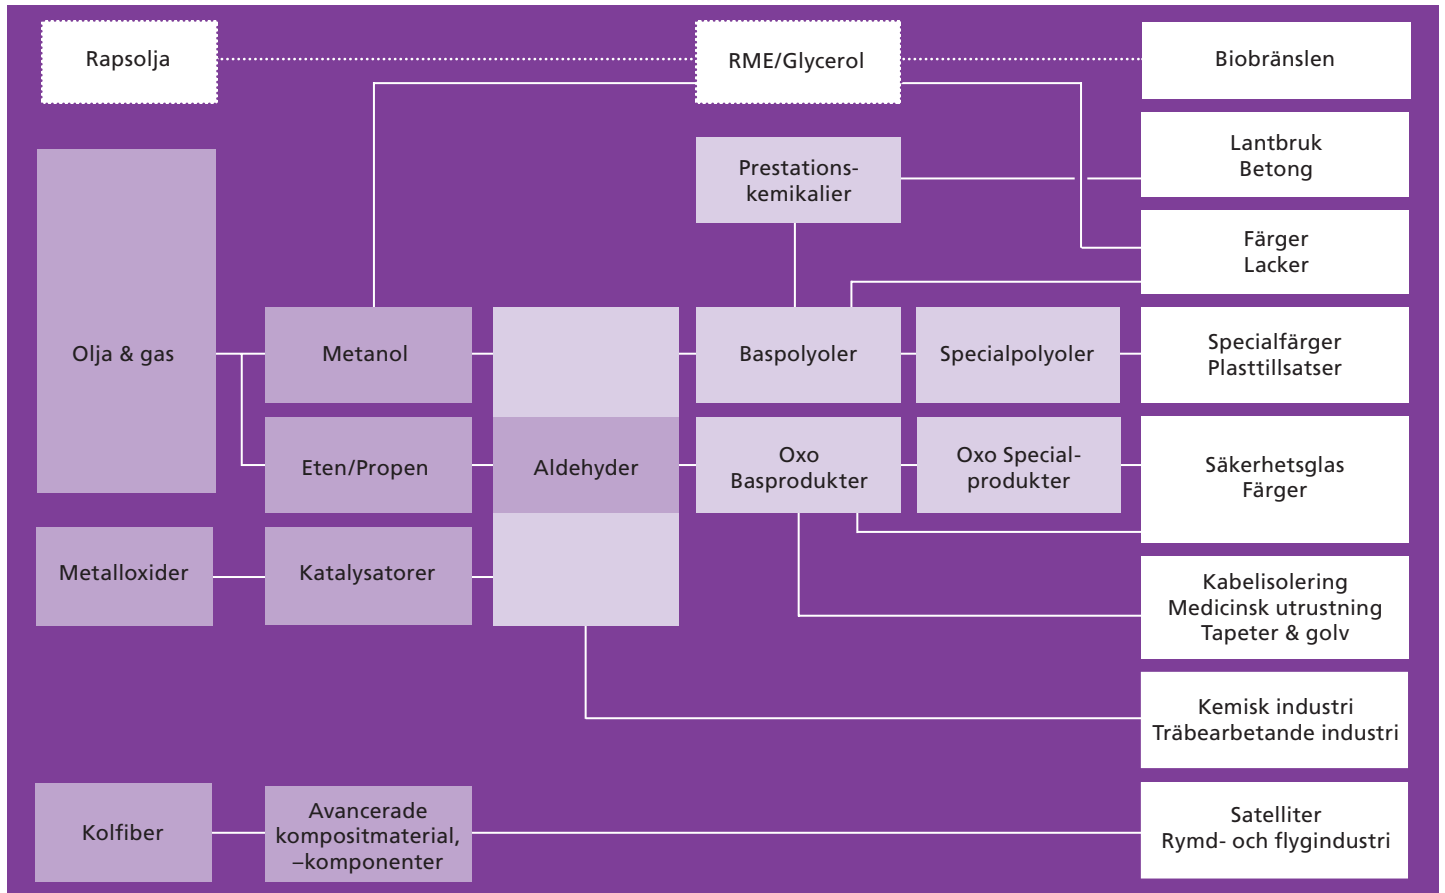 Rapsolja
RME/Glycerol
Biobränslen
Lantbruk
Betong
Prestations-
kemikalier
Färger
Lacker
Olja & gas
Metanol
Baspolyoler
Specialpolyoler
Specialfärger
Plasttillsatser
Eten/Propen
Aldehyder
Oxo
Basprodukter
Oxo Special-
produkter
Säkerhetsglas
Färger
Metalloxider
Katalysatorer
Kabelisolering
Medicinsk utrustning
Tapeter & golv
Kemisk industri
Träbearbetande industri
Kolfiber
Avancerade
kompositmaterial,
–komponenter
Satelliter
Rymd- och flygindustri